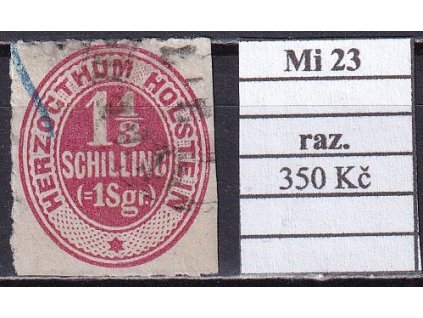 HERZOGTHUM HOLSTEIN
1 1/3
SCHILLING
(=1Sgr.)
Mi 23
raz.
350 Kč